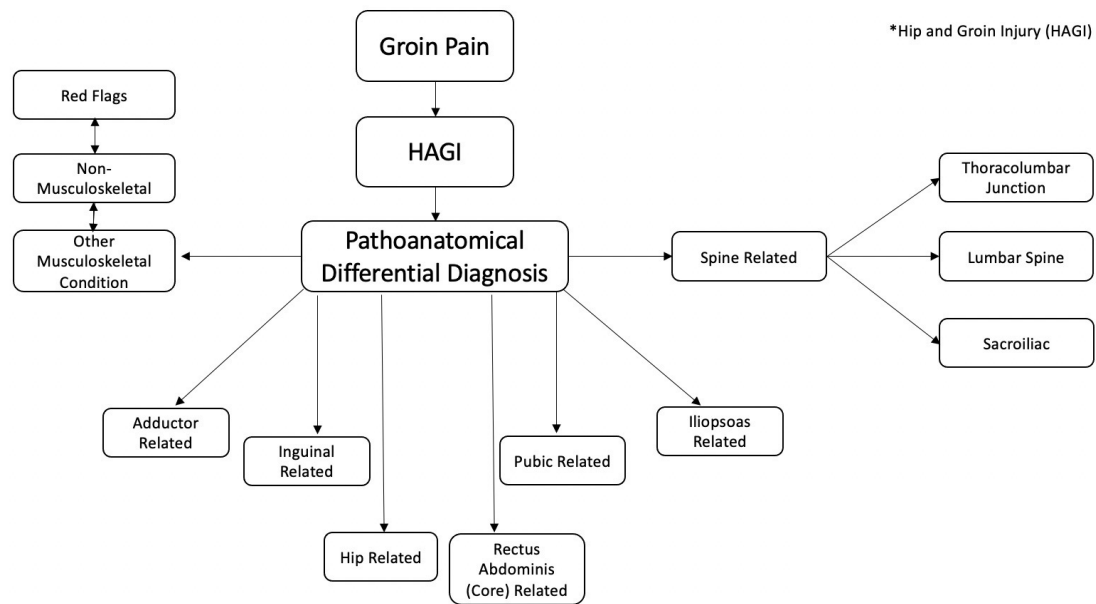 Groin Pain
*Hip and Groin Injury (HAGI)
Red Flags
HAGI
Non-
Musculoskeletal
Thoracolumbar
Junction
Other
Musculoskeletal
Condition
Pathoanatomical
Differential Diagnosis
Spine Related
Lumbar Spine
Sacroiliac
Adductor
Related
Inguinal
Related
Pubic Related
Iliopsoas
Related
Hip Related
Rectus
Abdominis
(Core) Related